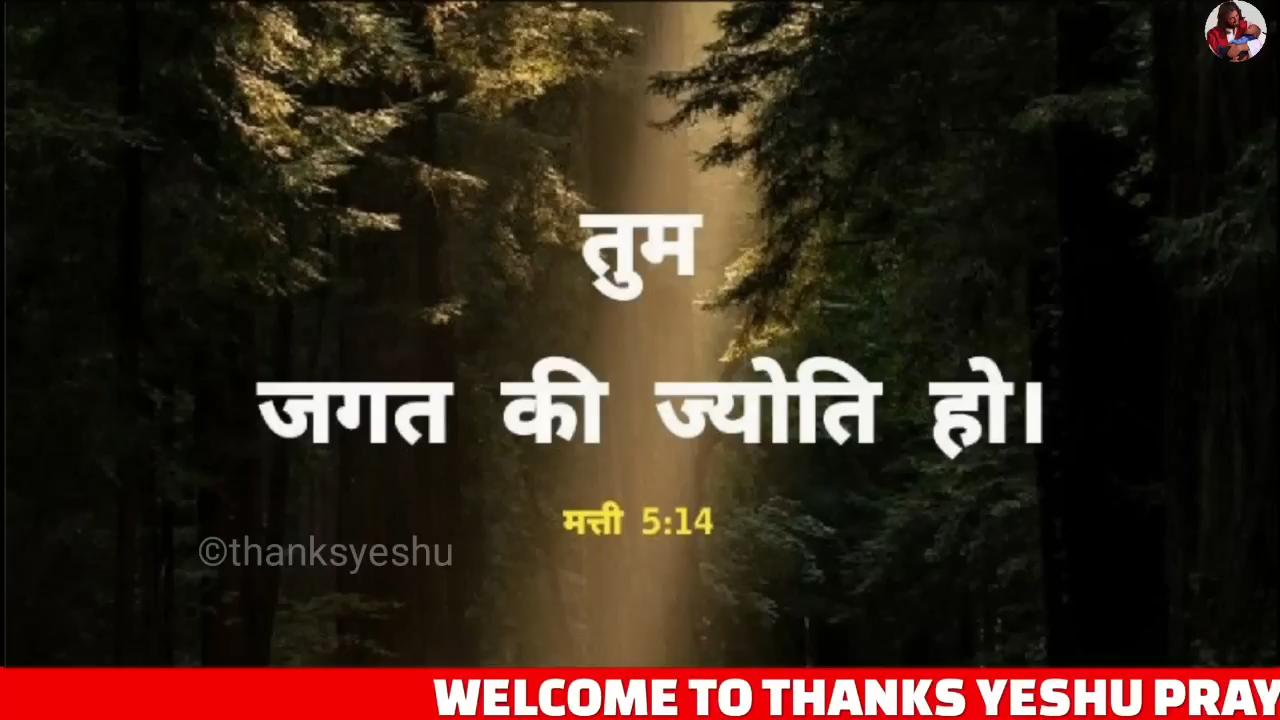 तुम
जगत की ज्योति हो।
मत्ती 5:14
©thanksyeshu
WELCOME TO THANKS YESHU PRAY